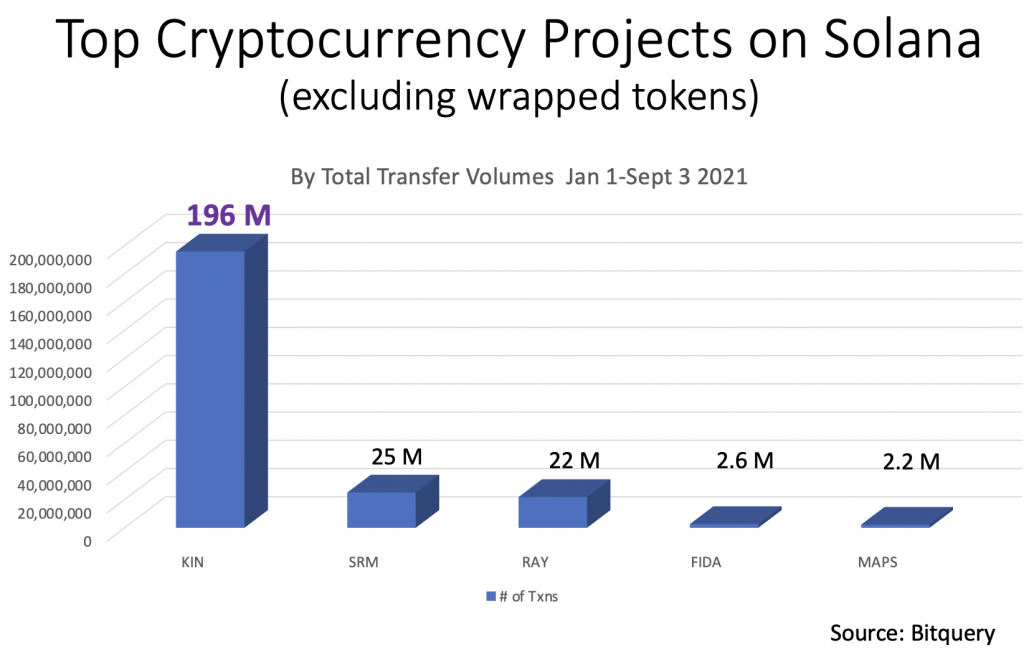 Top Cryptocurrency Projects on Solana
(excluding wrapped tokens)
By Total Transfer Volumes Jan 1-Sept 3 2021
196 M
200,000,000
180,000,000
160,000,000
140,000,000
120,000,000
100,000,000
80,000,000
60,000,000
40,000,000
20,000,000
0
25 M
22 M
2.6 M
2.2 M
KIN
SRM
RAY
FIDA
MAPS
# of Txns
Source: Bitquery